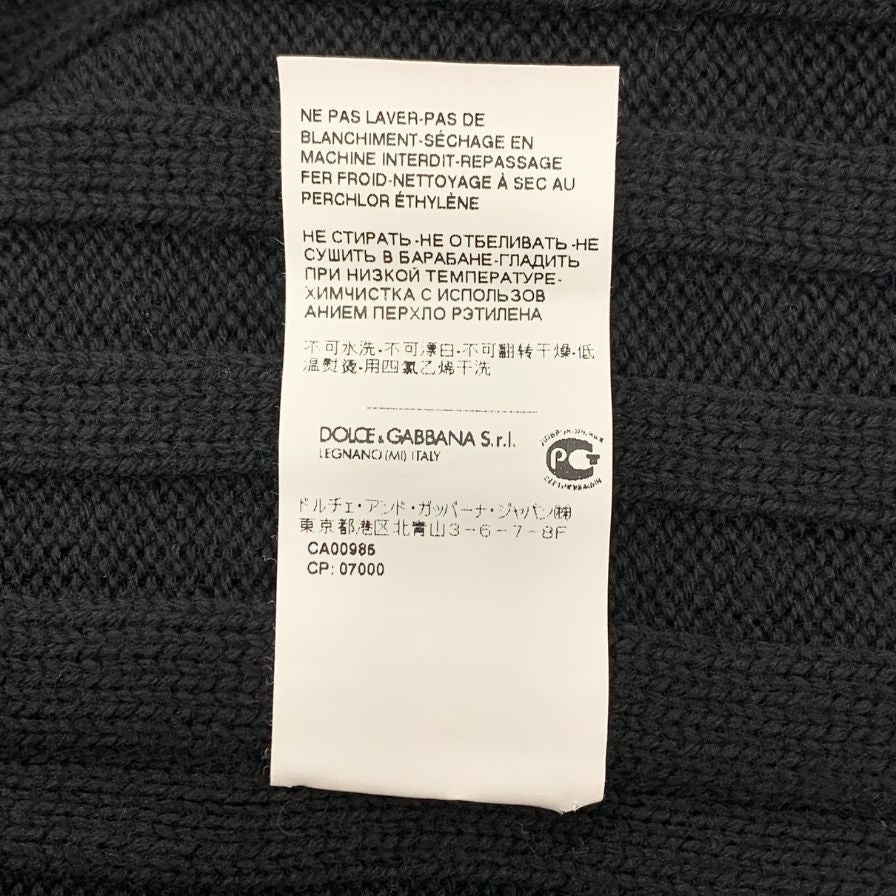 NE PAS LAVER-PAS DE
BLANCHIMENT-SÉCHAGE EN
MACHINE INTERDIT-REPASSAGE
FER FROID-NETTOYAGE À SEC AU
PERCHLOR ÉTHYLÈNE
НЕ СТИРАТЬ-НЕ ОТБЕЛИВАТЬ-НЕ
СУШИТЬ В БАРАБАНЕ-ГЛАДИТЬ
ПРИ НИЗКОЙ ТЕМПЕРАТУРЕ-
ХИМЧИСТКА С ИСПОЛЬЗОВ
АНИЕМ ПЕРХЛО РЭТИЛЕНА
不可水洗-不可漂白-不可翻转干燥-低
温熨烫-用四氯乙烯干洗
DOLCE & GABBANA S.r.l.
LEGNANO (MI) ITALY
РСТ
ドルチェ・アンド・ガッバーナ・ジャパン㈱
東京都港区北青山3-6-7-8F
CA00986
CP: 07000